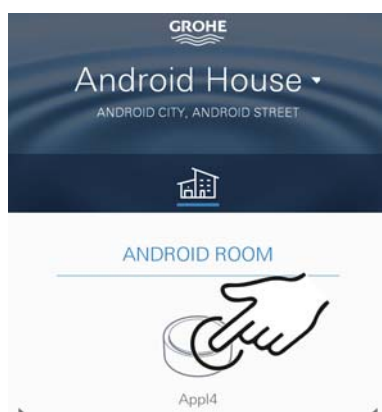 GROHE
Android House
ANDROID CITY, ANDROID STREET
ANDROID ROOM
Appl4